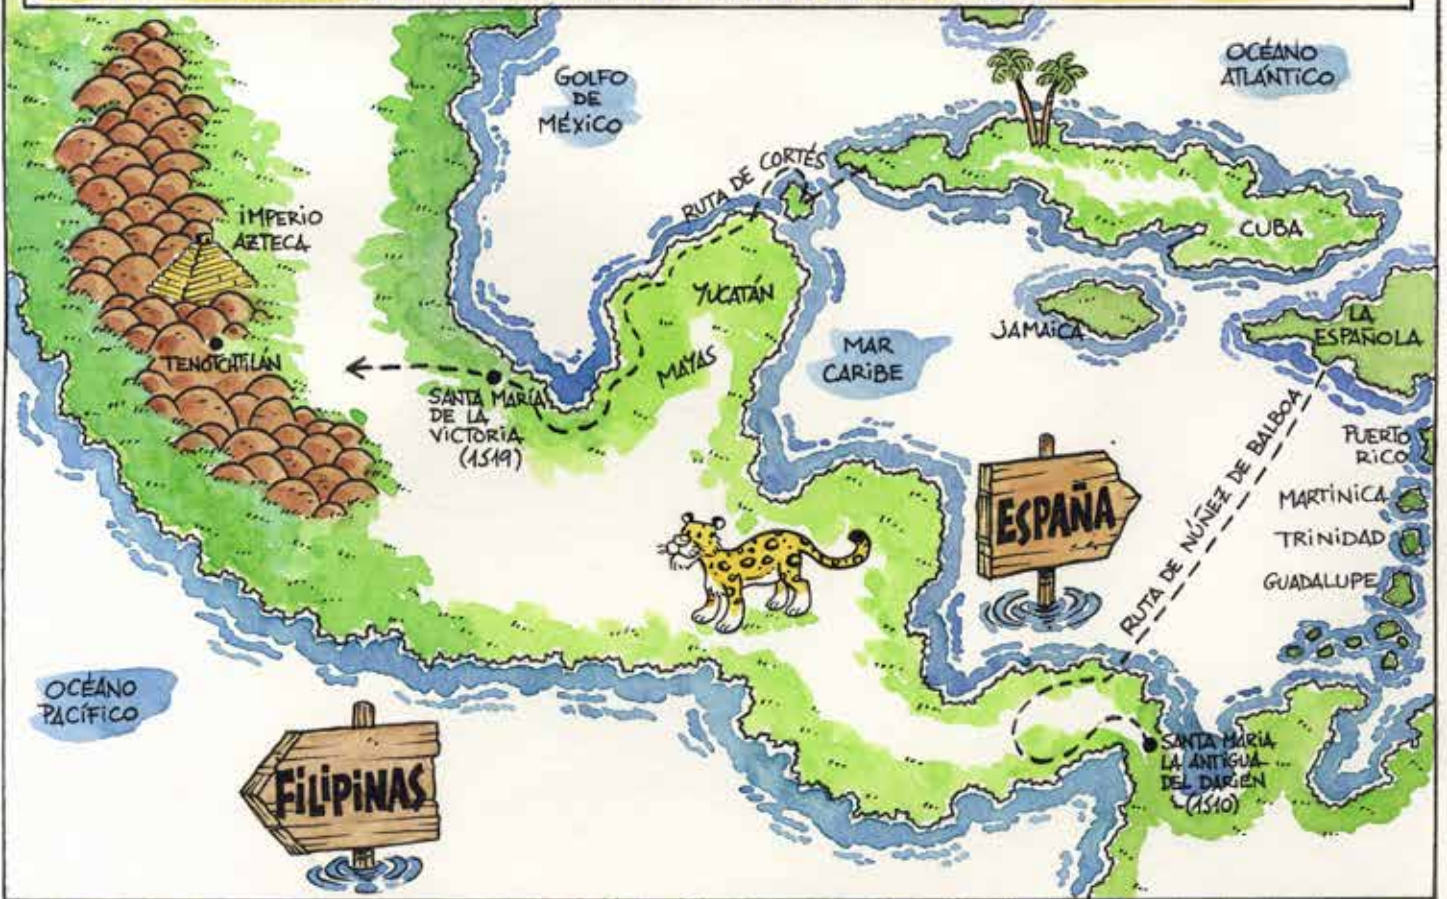 GOLFO
DE
MÉXICO
OCÉANO
ATLÁNTICO
RUTA DE CORTÉS
IMPERIO
AZTECA
CUBA
YUCATÁN
JAMAICA
LA
ESPAÑOLA
TENOTCHTILÁN
MAYAS
MAR
CARIBE
SANTA MARÍA
DE LA
VICTORIA
(1519)
PUERTO
RICO
MARTINICA
TRINIDAD
GUADALUPE
ESPAÑA
RUTA DE NÚÑEZ DE BALBOA
OCÉANO
PACÍFICO
FILIPINAS
SANTA MARIA
LA ANTIGUA
DEL DARIÉN
(1510)